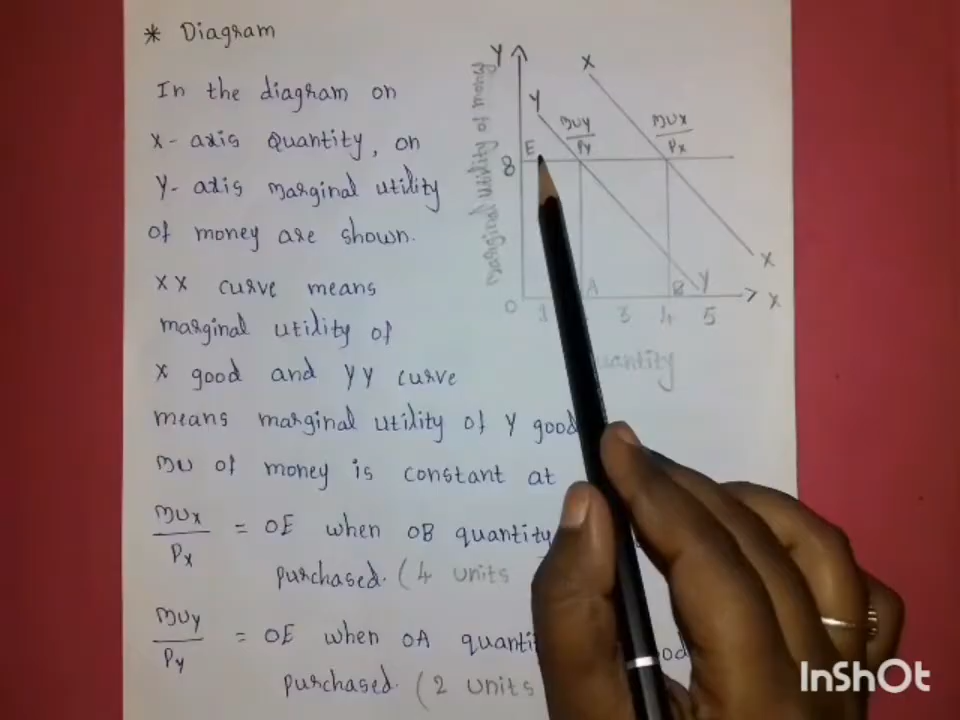 * Diagram
In the diagram on
X- axis Quantity, on
Y- axis marginal utility
of money are shown.
XX curve means
marginal utility of
X good and YY curve
means marginal utility of Y good
MU of money is constant at
MUx
Px
= OE when OB quantity
purchased. (4 units
MUy
Py
= OE when OA
purchased. (2 units
Y
X
Y
MUy
Py
MUx
Px
E
8
marginal utility of money
X
Y
A
B
O
1
3
4
5
X
InShOt